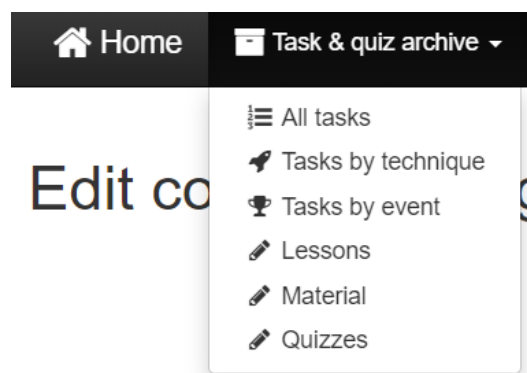 Home Task & quiz archive
All tasks
Tasks by technique
Edit co
Tasks by event
Lessons
Material
Quizzes